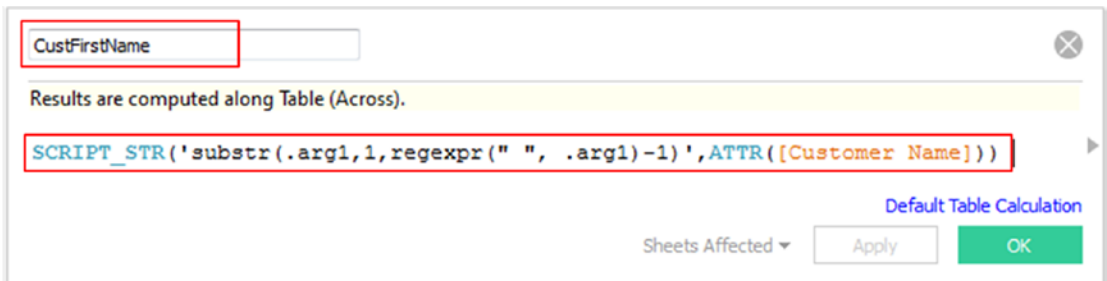 CustFirstName
Results are computed along Table (Across).
SCRIPT_STR('substr(.arg1,1,regexpr(" ", .arg1)-1)',ATTR([Customer Name]))
Default Table Calculation
Sheets Affected Apply OK